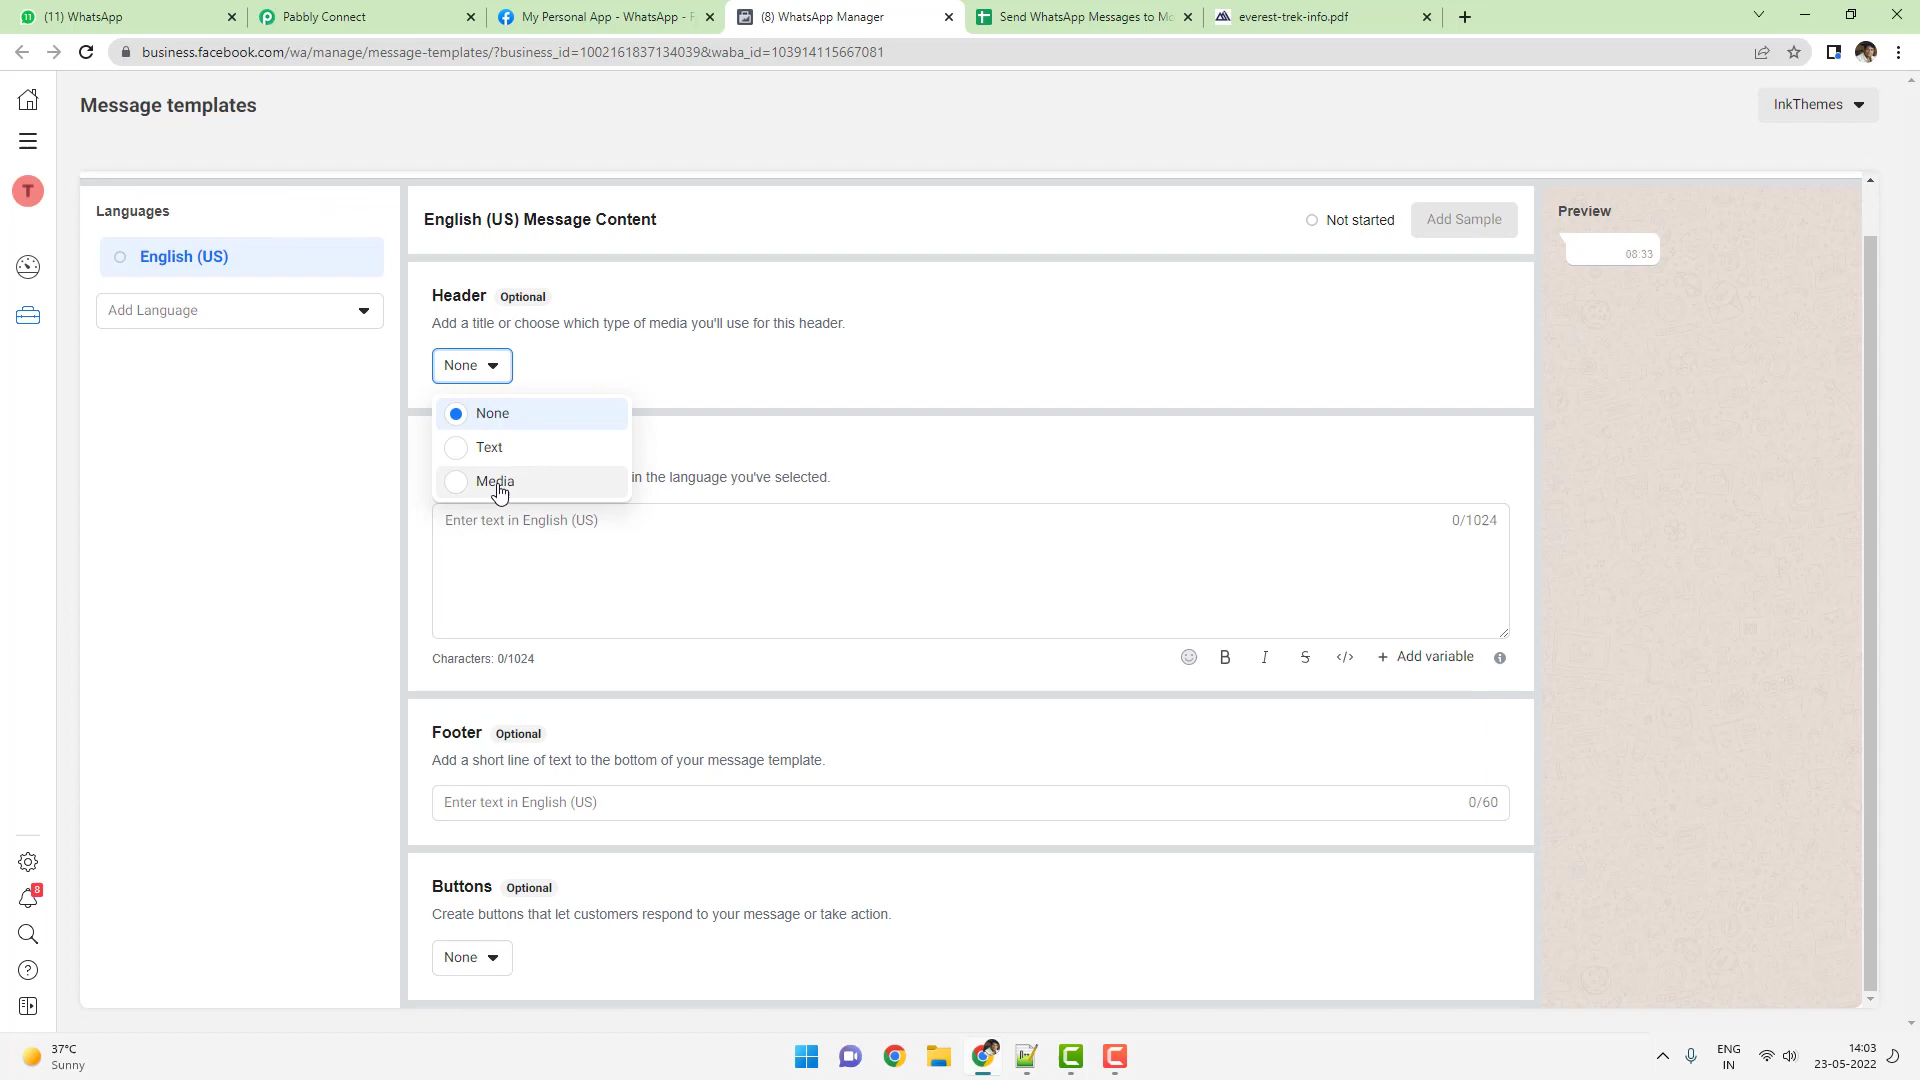 (11) WhatsApp
Pabbly Connect
My Personal App - WhatsApp - F
(8) WhatsApp Manager
Send WhatsApp Messages to Mo
everest-trek-info.pdf
business.facebook.com/wa/manage/message-templates/?business_id=1002161837134039&waba_id=103914115667081
Message templates
InkThemes
T
Languages
English (US) Message Content
Not started
Add Sample
Preview
English (US)
08:33
Add Language
Header Optional
Add a title or choose which type of media you'll use for this header.
None
None
Text
Media
in the language you've selected.
Enter text in English (US)
0/1024
Characters: 0/1024
B I S </> + Add variable
Footer Optional
Add a short line of text to the bottom of your message template.
Enter text in English (US)
0/60
Buttons Optional
Create buttons that let customers respond to your message or take action.
None
8
37°C
Sunny
ENG
IN
14:03
23-05-2022